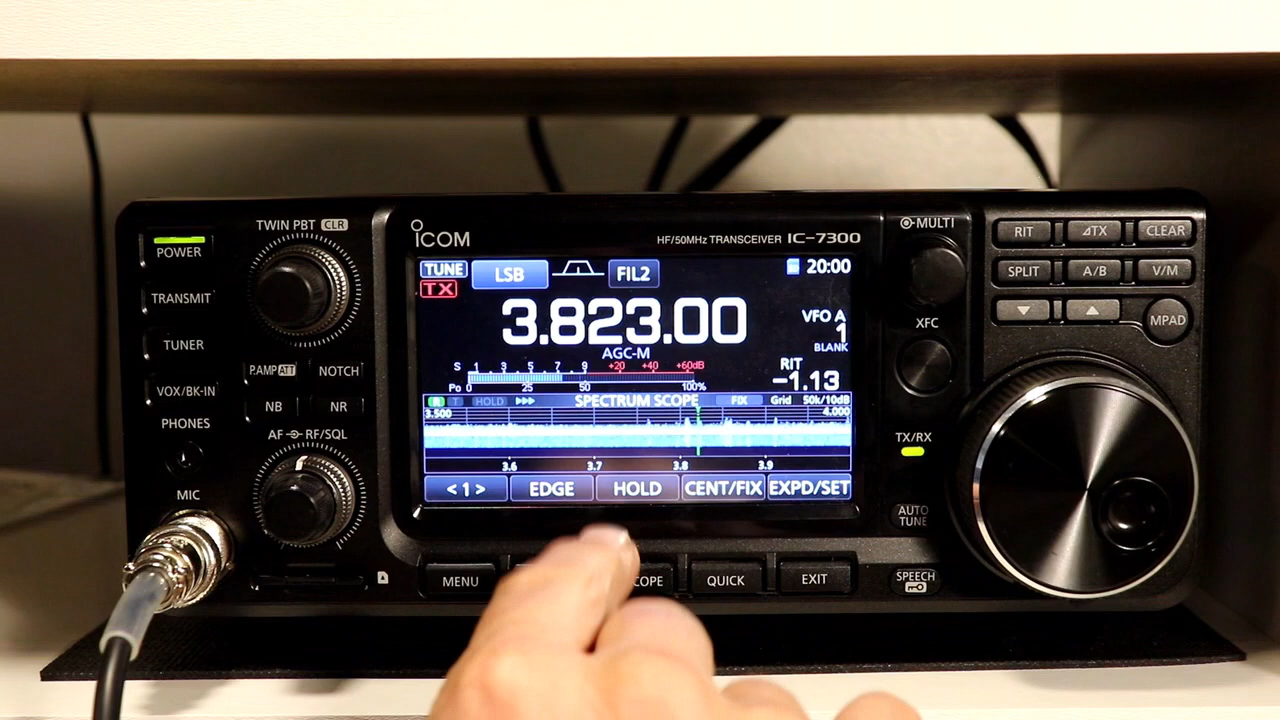 TWIN PBT CLR
POWER
TRANSMIT
TUNER
VOX/BK-IN
PHONES
MIC
P.AMP ATT
NOTCH
NB
NR
AF RF/SQL
ICOM
HF/50MHz TRANSCEIVER IC-7300
TUNE
LSB
FIL2
20:00
TX
3.823.00
VFO A
1
BLANK
AGC-M
S 1 3 5 7 9 +20 +40 +60dB
Po 0 25 50 100%
RIT
-1.13
HOLD
SPECTRUM SCOPE
FIX
Grid 50k/10dB
3.500
4.000
3.6 3.7 3.8 3.9
<1>
EDGE
HOLD
CENT/FIX
EXPD/SET
MENU
COPE
QUICK
EXIT
MULTI
XFC
TX/RX
AUTO
TUNE
SPEECH
RIT
ΔTX
CLEAR
SPLIT
A/B
V/M
MPAD